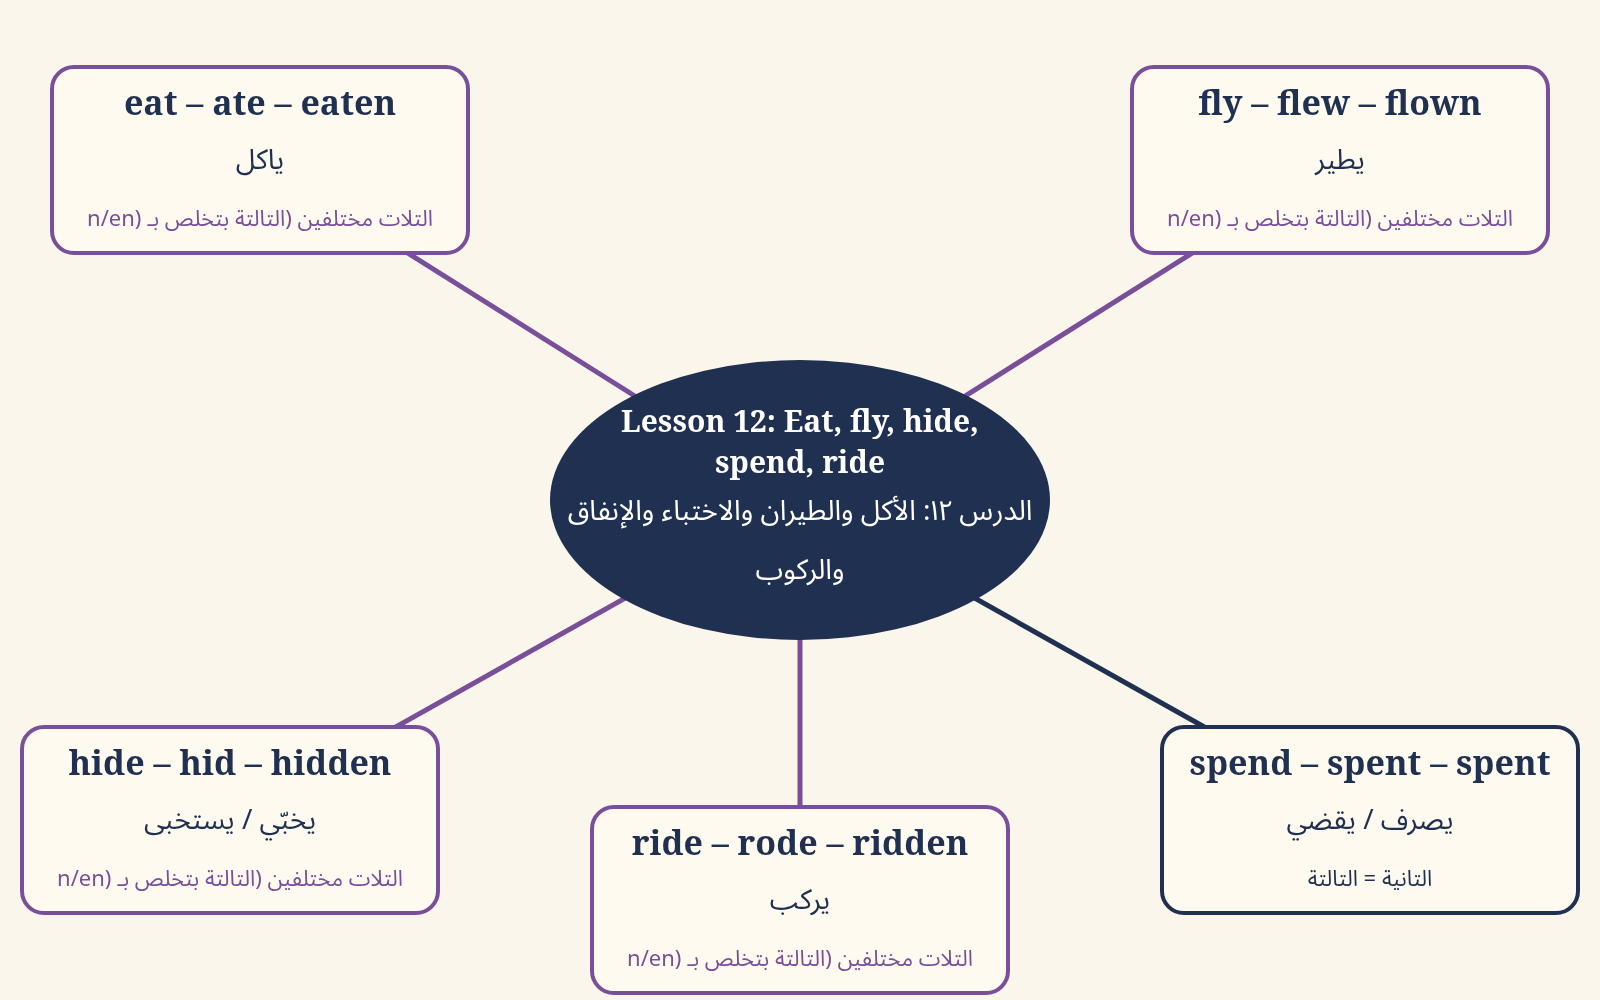 eat – ate – eaten
ياكل
التلات مختلفين (التالتة بتخلص بـ n/en)
fly – flew – flown
يطير
التلات مختلفين (التالتة بتخلص بـ n/en)
Lesson 12: Eat, fly, hide,
spend, ride
الدرس ١٢: الأكل والطيران والاختباء والإنفاق
والركوب
hide – hid – hidden
يخبّي / يستخبى
التلات مختلفين (التالتة بتخلص بـ n/en)
ride – rode – ridden
يركب
التلات مختلفين (التالتة بتخلص بـ n/en)
spend – spent – spent
يصرف / يقضي
التانية = التالتة